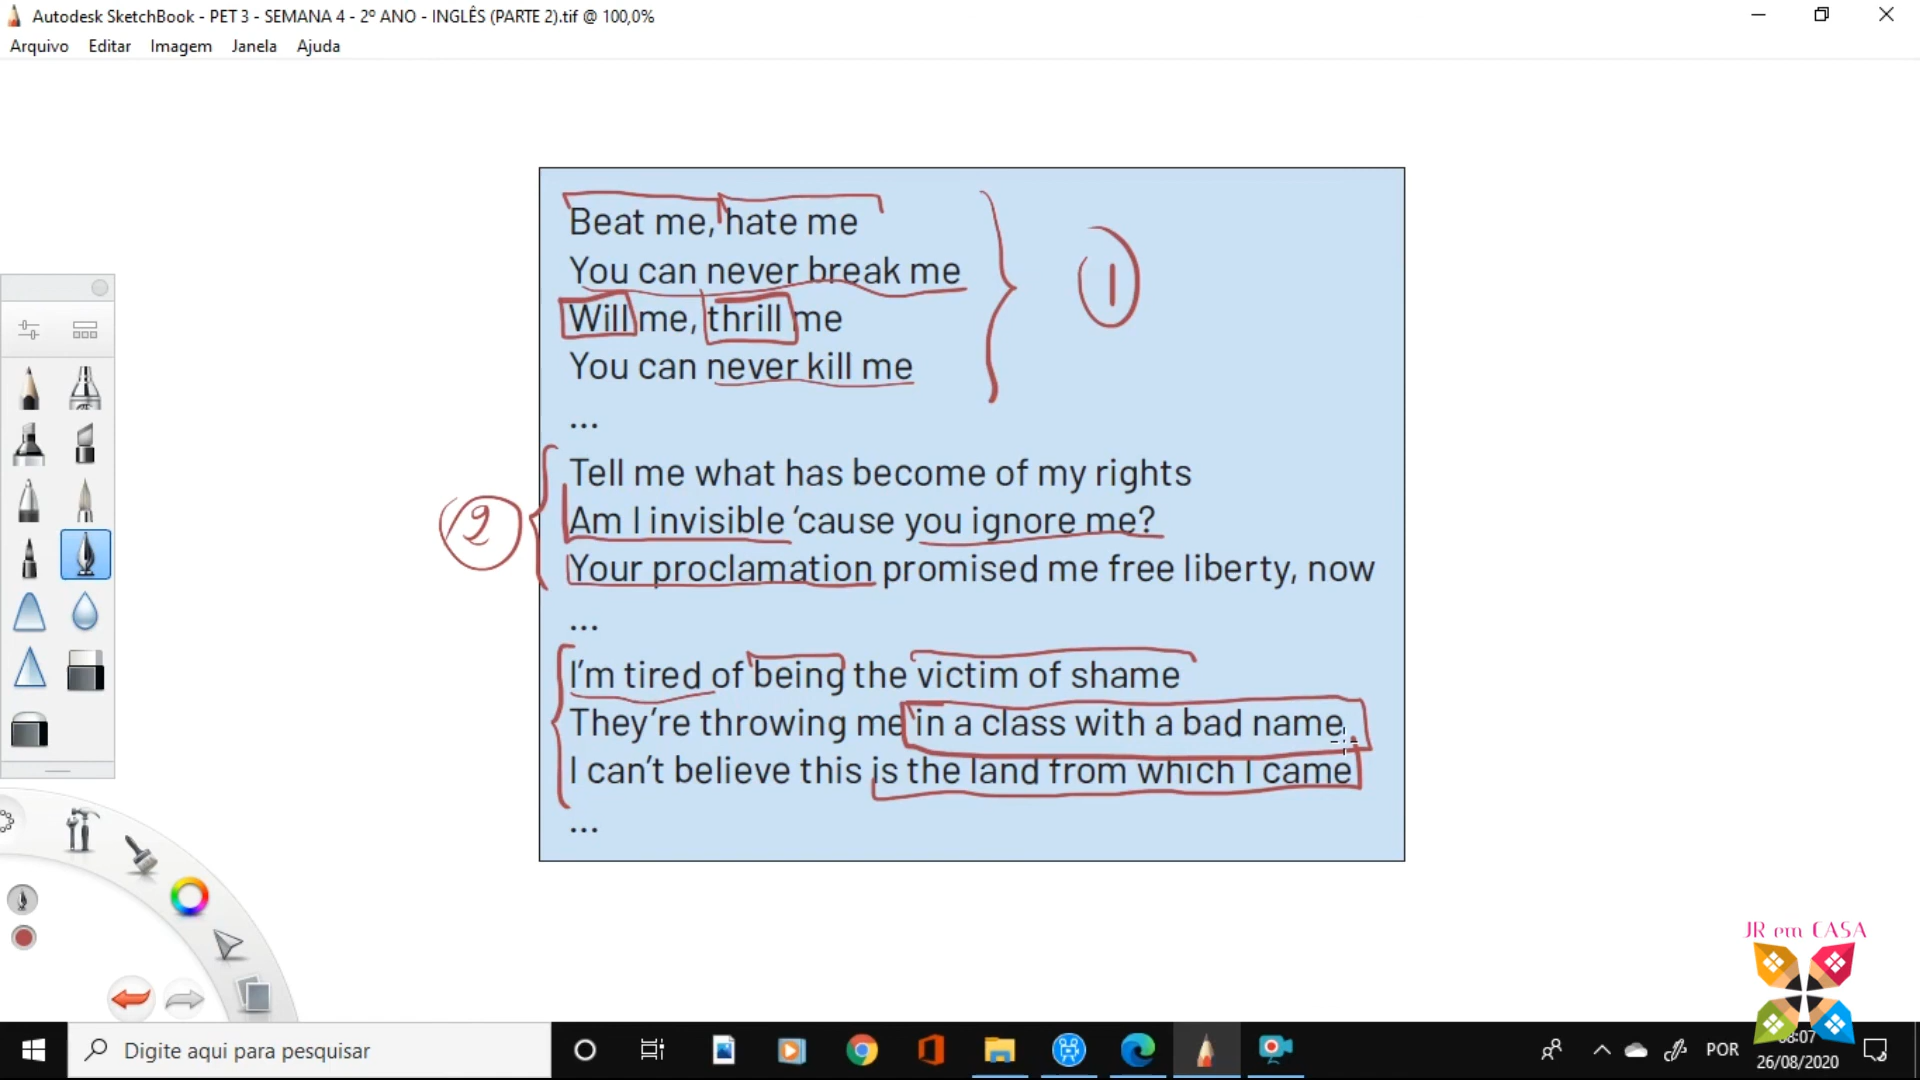 Autodesk SketchBook - PET 3 - SEMANA 4 - 2º ANO - INGLÊS (PARTE 2).tif @ 100,0%
Arquivo Editar Imagem Janela Ajuda
Beat me, hate me
You can never break me
Will me, thrill me
You can never kill me
...
1
Tell me what has become of my rights
Am I invisible ‘cause you ignore me?
Your proclamation promised me free liberty, now
...
2
I’m tired of being the victim of shame
They’re throwing me in a class with a bad name
I can’t believe this is the land from which I came
...
JR em CASA
Digite aqui para pesquisar
POR
08:07
26/08/2020